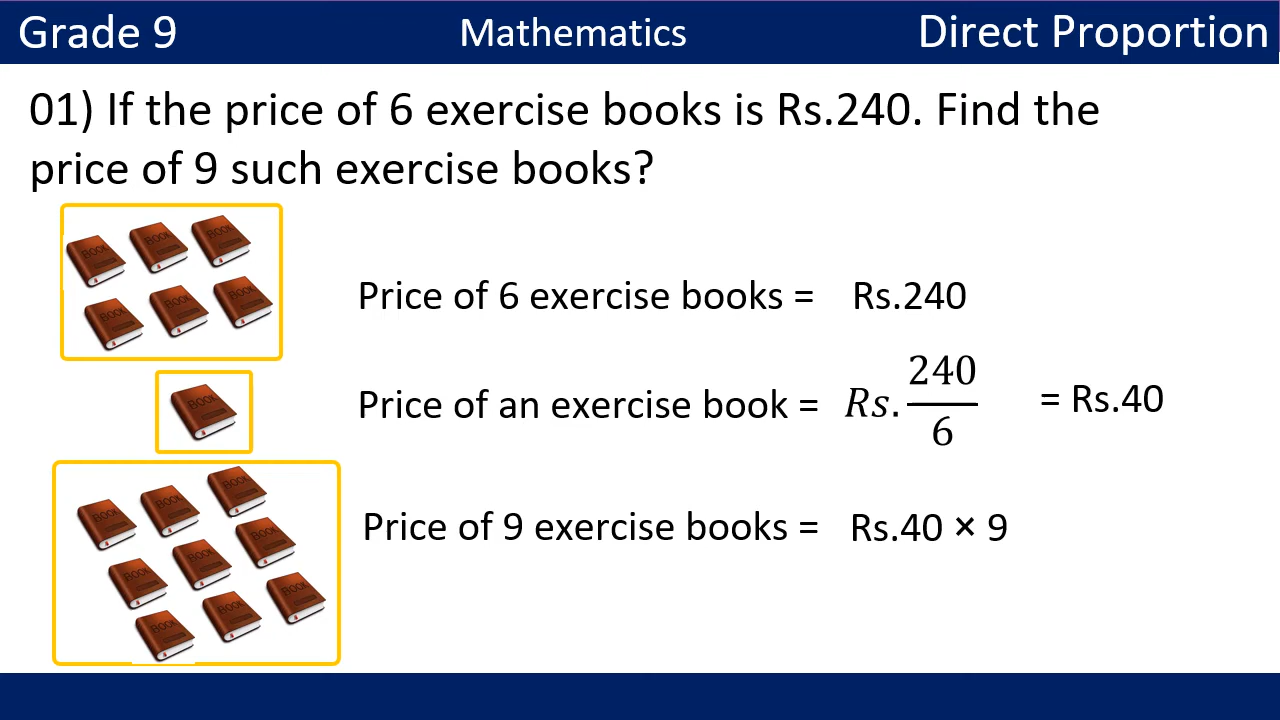 Grade 9 Mathematics Direct Proportion
01) If the price of 6 exercise books is Rs.240. Find the
price of 9 such exercise books?
Price of 6 exercise books = Rs.240
Price of an exercise book = Rs. 240/6 = Rs.40
Price of 9 exercise books = Rs.40 × 9